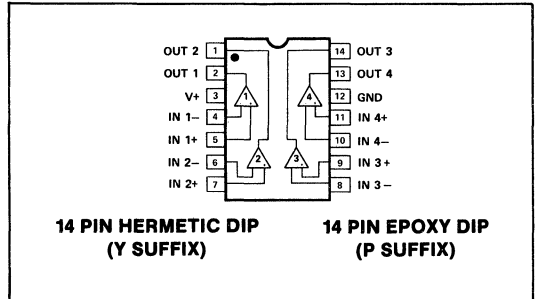 OUT 2 1 14 OUT 3
OUT 1 2 13 OUT 4
V+ 3 1 4 12 GND
IN 1− 4 11 IN 4+
IN 1+ 5 10 IN 4−
IN 2− 6 2 3 9 IN 3+
IN 2+ 7 8 IN 3−
14 PIN HERMETIC DIP
(Y SUFFIX)
14 PIN EPOXY DIP
(P SUFFIX)